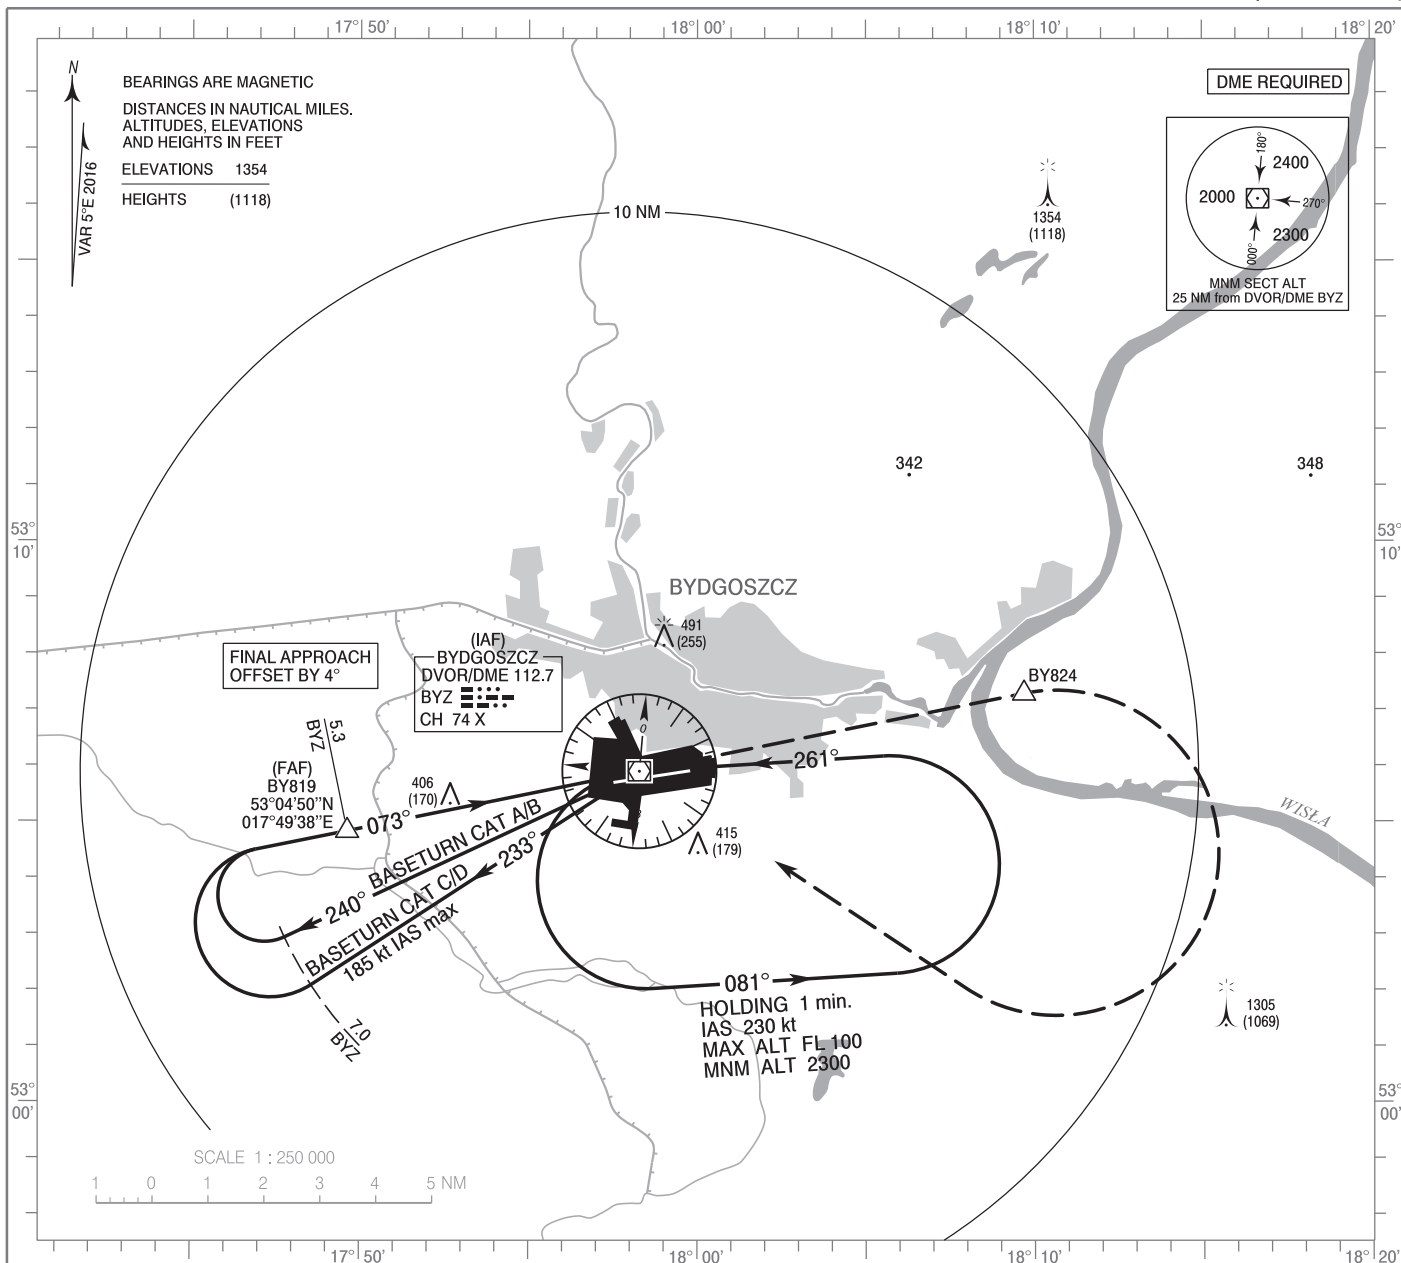 17° 50'
18° 00'
18° 10'
18° 20'
N
VAR 5°E 2016
BEARINGS ARE MAGNETIC
DISTANCES IN NAUTICAL MILES.
ALTITUDES, ELEVATIONS
AND HEIGHTS IN FEET
ELEVATIONS 1354
HEIGHTS (1118)
DME REQUIRED
180°
2400
2000
270°
2300
000°
MNM SECT ALT
25 NM from DVOR/DME BYZ
10 NM
1354
(1118)
342
348
53°
10'
53°
10'
BYDGOSZCZ
491
(255)
FINAL APPROACH
OFFSET BY 4°
(IAF)
BYDGOSZCZ
DVOR/DME 112.7
BYZ
CH 74 X
BY824
5.3
BYZ
(FAF)
BY819
53°04'50"N
017°49'38"E
406
(170)
0
261°
073°
415
(179)
WISŁA
BASETURN CAT A/B
240°
233°
BASETURN CAT C/D
185 kt IAS max
7.0
BYZ
081°
HOLDING 1 min.
IAS 230 kt
MAX ALT FL 100
MNM ALT 2300
1305
(1069)
53°
00'
53°
00'
SCALE 1 : 250 000
1 0 1 2 3 4 5 NM
17° 50'
18° 00'
18° 10'
18° 20'